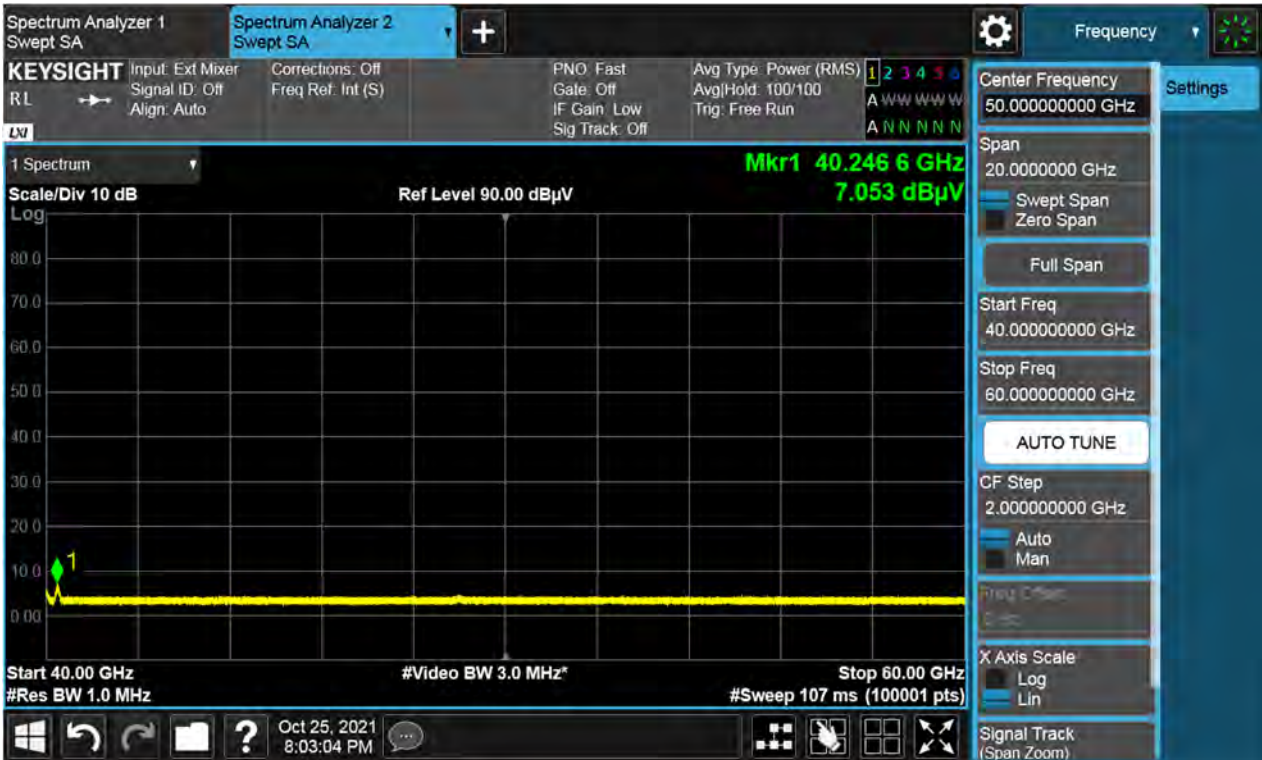 Spectrum Analyzer 1
Swept SA
Spectrum Analyzer 2
Swept SA
+
Frequency
KEYSIGHT
RL
LXI
Input: Ext Mixer
Signal ID: Off
Align: Auto
Corrections: Off
Freq Ref: Int (S)
PNO: Fast
Gate: Off
IF Gain: Low
Sig Track: Off
Avg Type: Power (RMS)
Avg|Hold: 100/100
Trig: Free Run
1 2 3 4 5 6
A W W W W W
A N N N N N
1 Spectrum
Mkr1 40.246 6 GHz
7.053 dBµV
Scale/Div 10 dB
Ref Level 90.00 dBµV
Log
80.0
70.0
60.0
50.0
40.0
30.0
20.0
10.0
0.00
1
Start 40.00 GHz
#Video BW 3.0 MHz*
Stop 60.00 GHz
#Res BW 1.0 MHz
#Sweep 107 ms (100001 pts)
Center Frequency
50.000000000 GHz
Settings
Span
20.0000000 GHz
Swept Span
Zero Span
Full Span
Start Freq
40.000000000 GHz
Stop Freq
60.000000000 GHz
AUTO TUNE
CF Step
2.000000000 GHz
Auto
Man
Freq Offset
X Axis Scale
Log
Lin
Signal Track
(Span Zoom)
?
Oct 25, 2021
8:03:04 PM